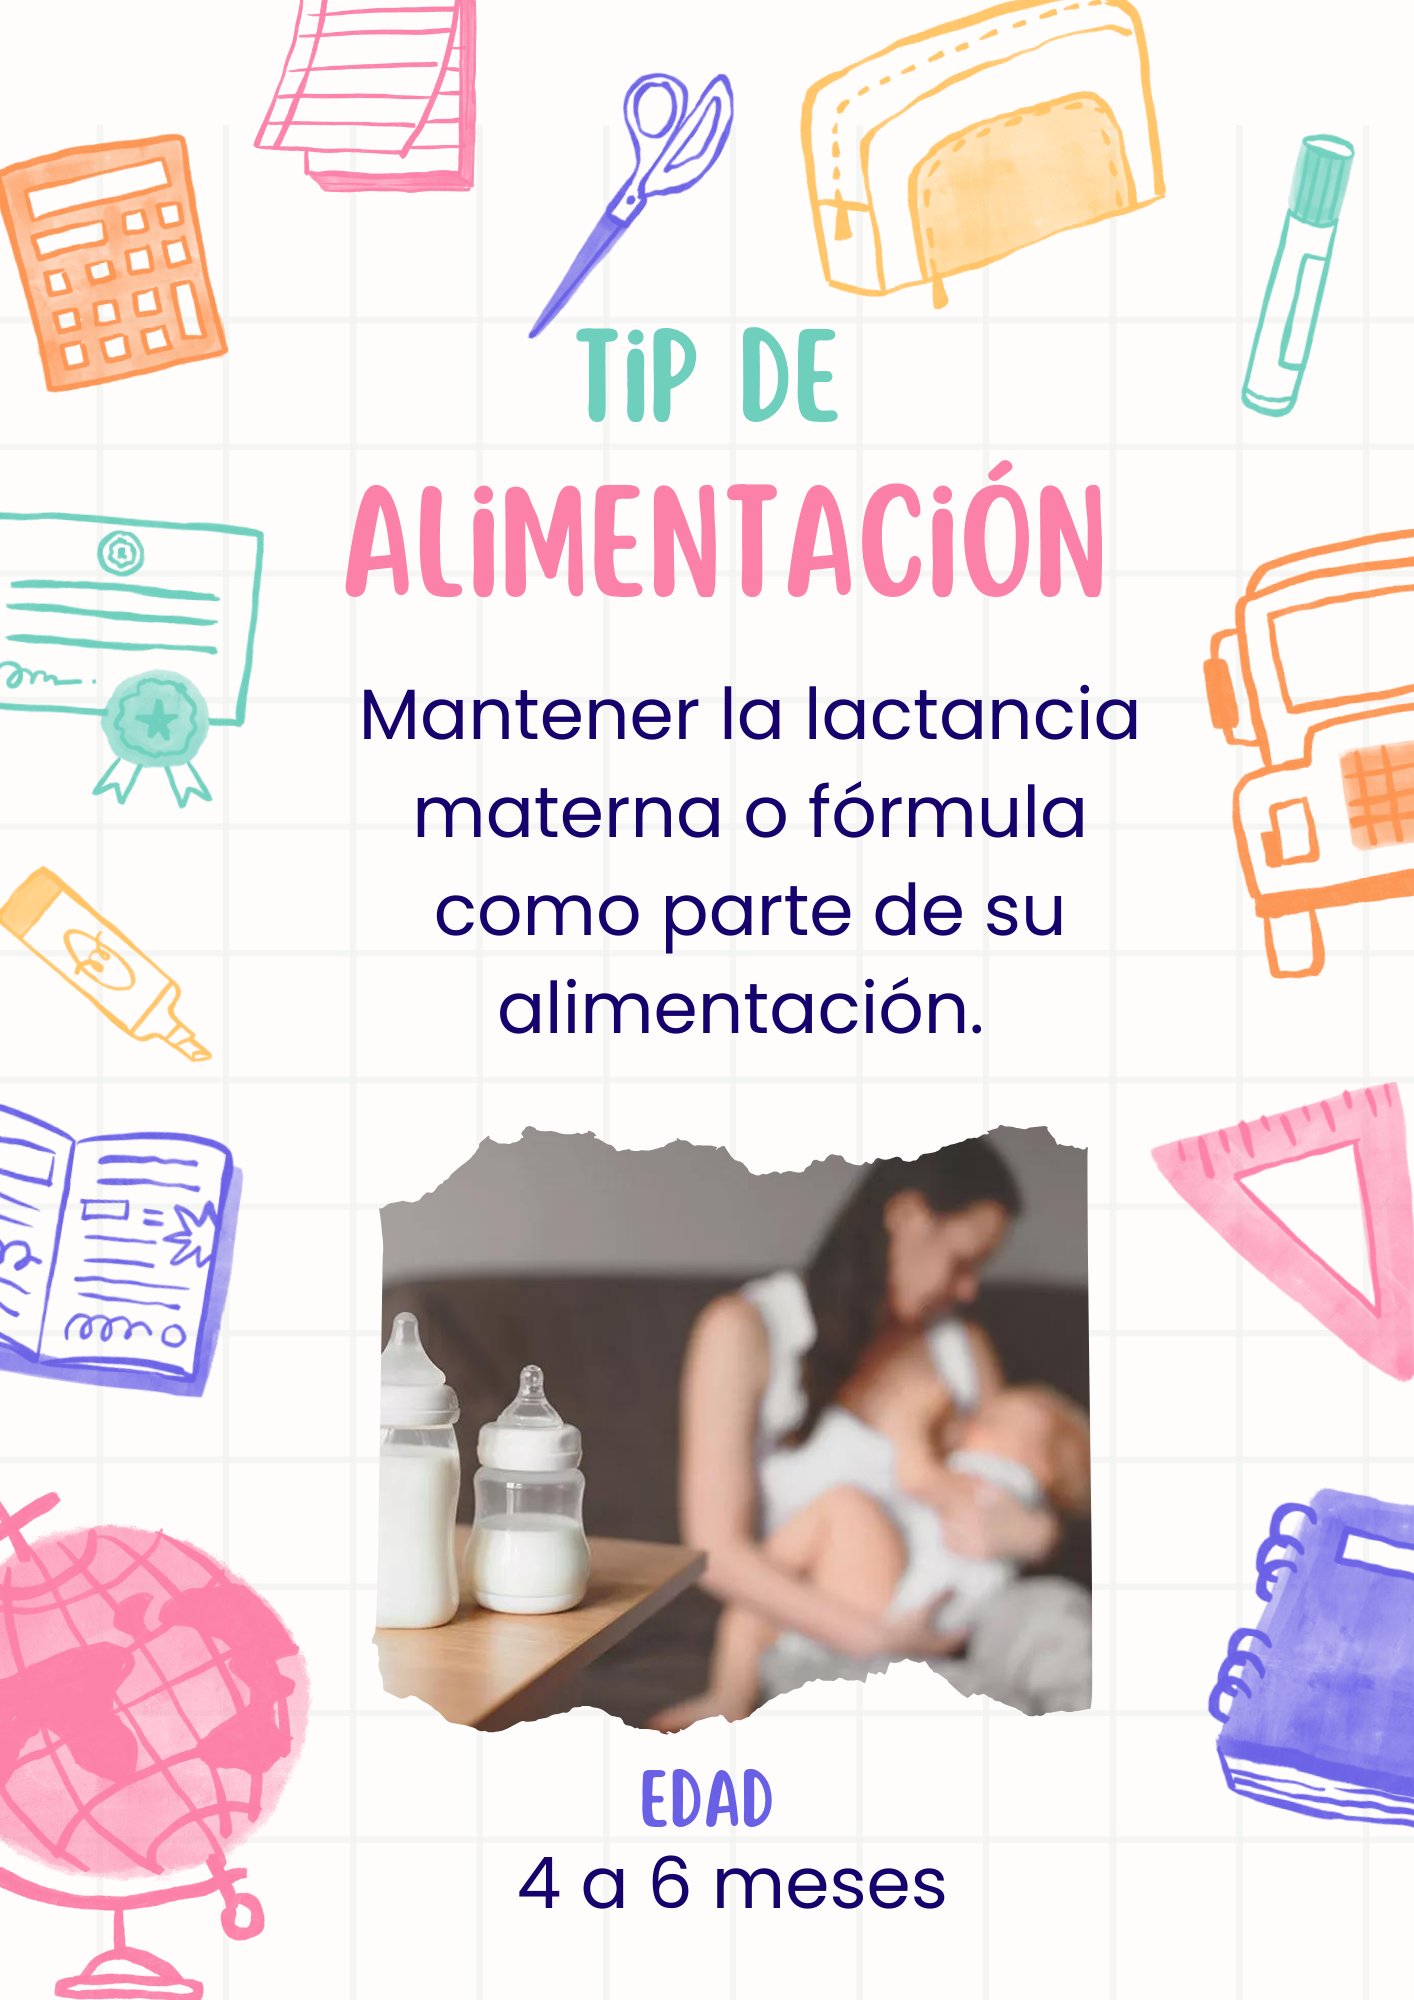 TiP DE
ALiMENTACiÓN
Mantener la lactancia
materna o fórmula
como parte de su
alimentación.
EDAD
4 a 6 meses